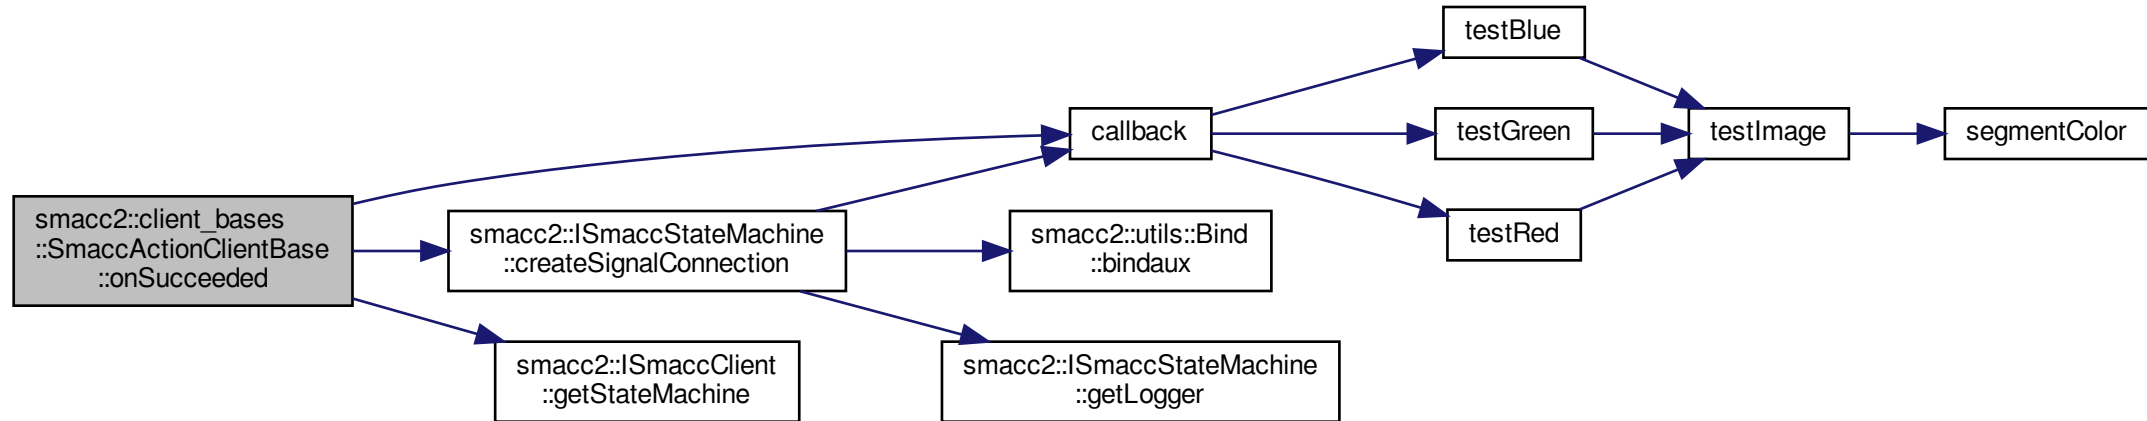 smacc2::client_bases
::SmaccActionClientBase
::onSucceeded
smacc2::ISmaccStateMachine
::createSignalConnection
smacc2::ISmaccClient
::getStateMachine
callback
smacc2::utils::Bind
::bindaux
smacc2::ISmaccStateMachine
::getLogger
testBlue
testGreen
testRed
testImage
segmentColor